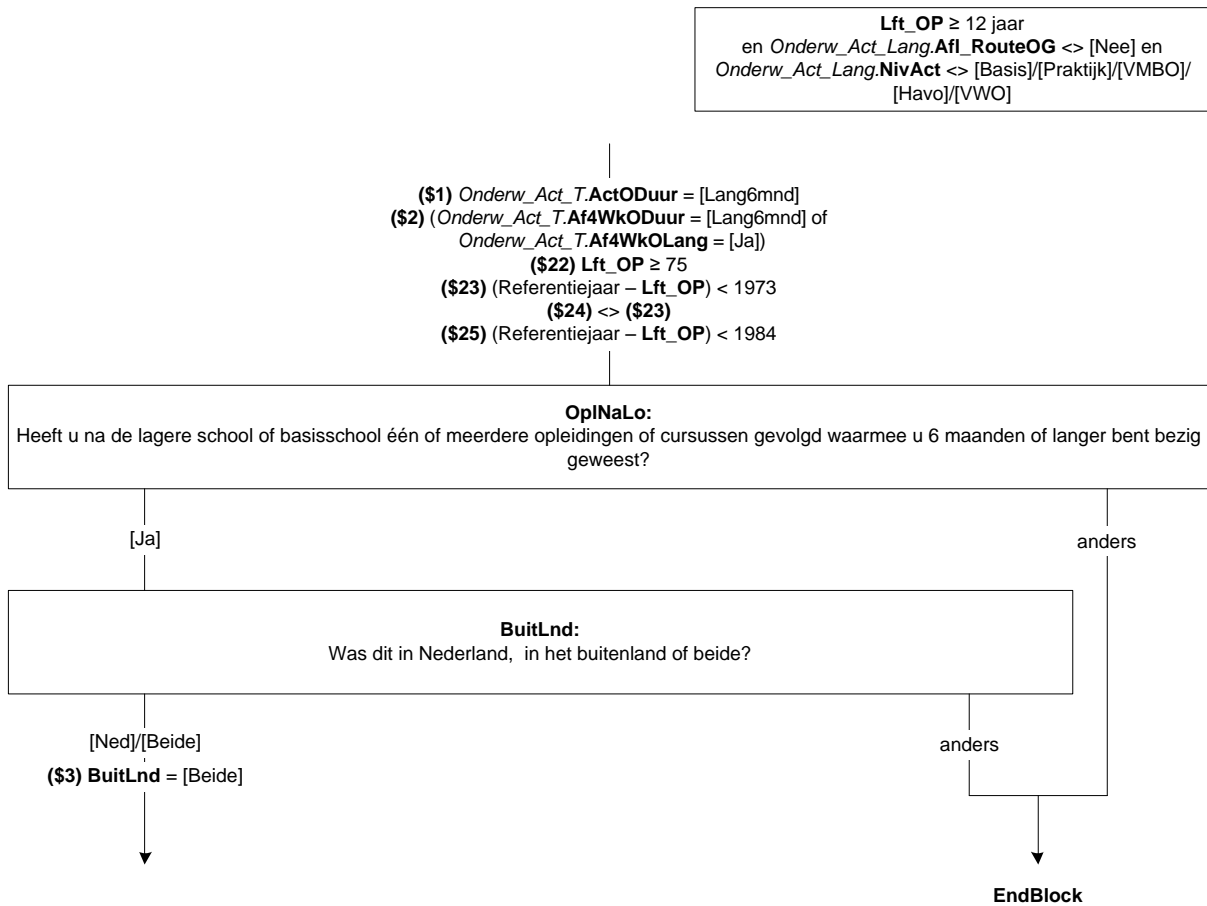 Lft_OP ≥ 12 jaar
en Onderw_Act_Lang.Afl_RouteOG <> [Nee] en
Onderw_Act_Lang.NivAct <> [Basis]/[Praktijk]/[VMBO]/
[Havo]/[VWO]
($1) Onderw_Act_T.ActODuur = [Lang6mnd]
($2) (Onderw_Act_T.Af4WkODuur = [Lang6mnd] of
Onderw_Act_T.Af4WkOLang = [Ja])
($22) Lft_OP ≥ 75
($23) (Referentiejaar – Lft_OP) < 1973
($24) <> ($23)
($25) (Referentiejaar – Lft_OP) < 1984
OplNaLo:
Heeft u na de lagere school of basisschool één of meerdere opleidingen of cursussen gevolgd waarmee u 6 maanden of langer bent bezig
geweest?
[Ja]
anders
BuitLnd:
Was dit in Nederland, in het buitenland of beide?
[Ned]/[Beide]
anders
($3) BuitLnd = [Beide]
EndBlock